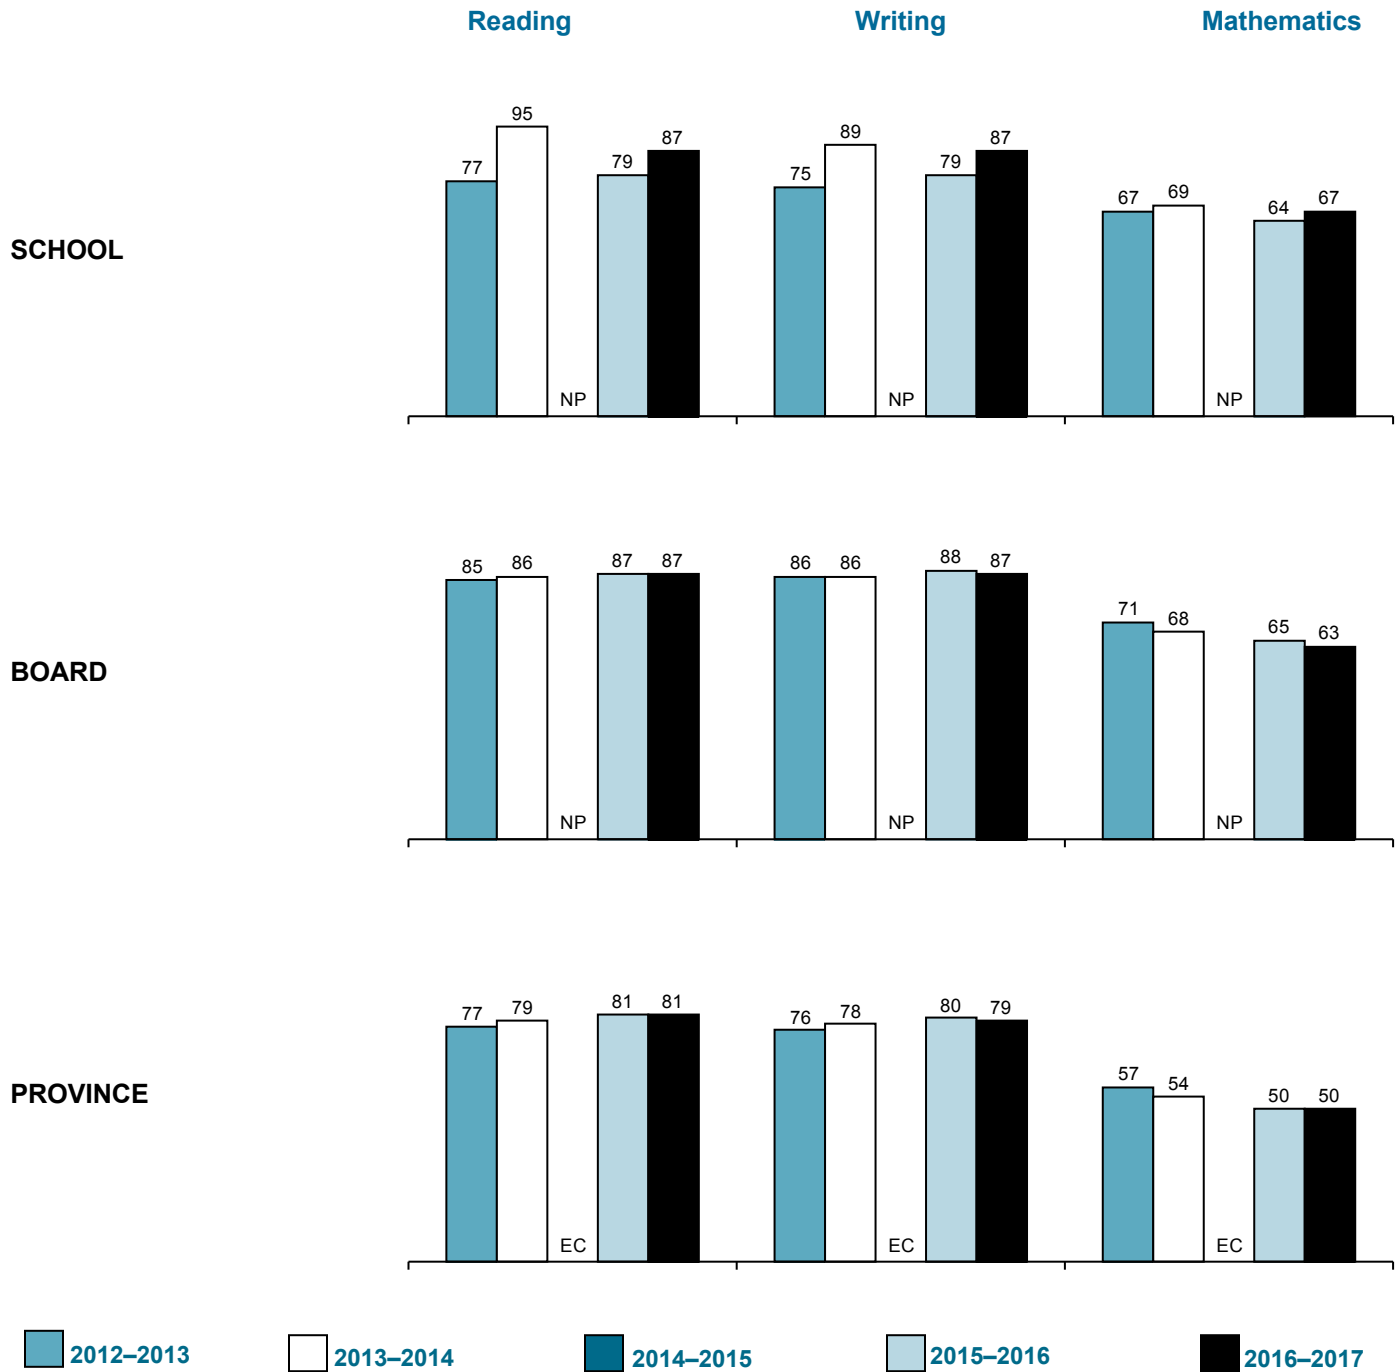 Reading Writing Mathematics
SCHOOL
77 95 NP 79 87 75 89 NP 79 87 67 69 NP 64 67
BOARD
85 86 NP 87 87 86 86 NP 88 87 71 68 NP 65 63
PROVINCE
77 79 EC 81 81 76 78 EC 80 79 57 54 EC 50 50
2012–2013 2013–2014 2014–2015 2015–2016 2016–2017